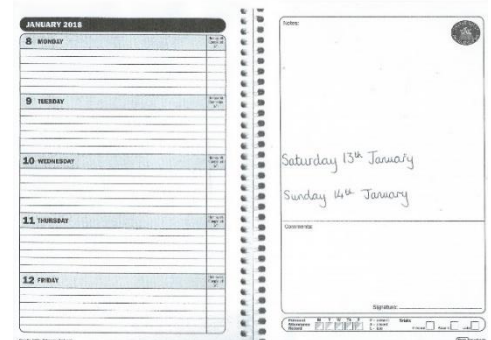 JANUARY 2018
8 MONDAY
9 TUESDAY
10 WEDNESDAY
11 THURSDAY
12 FRIDAY
Notes:
Saturday 13th January
Sunday 14th January
Comments:
Signature:
M T W Th F